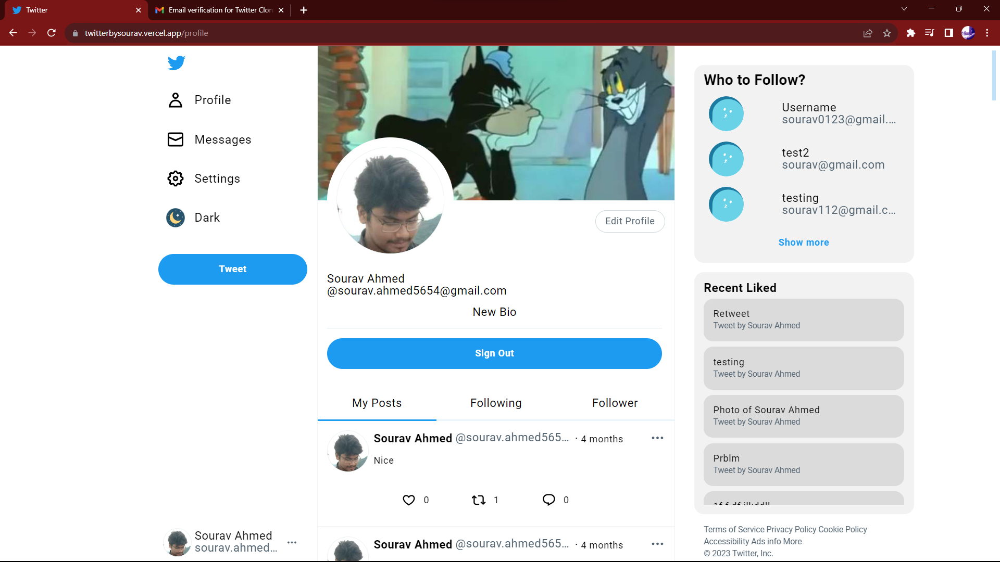 Twitter
Email verification for Twitter Clon
twitterbysourav.vercel.app/profile
Profile
Messages
Settings
Dark
Tweet
Sourav Ahmed
sourav.ahmed...
Edit Profile
Sourav Ahmed
@sourav.ahmed5654@gmail.com
New Bio
Sign Out
My Posts Following Follower
Sourav Ahmed @sourav.ahmed565... · 4 months
Nice
0 1 0
Sourav Ahmed @sourav.ahmed565... · 4 months
Who to Follow?
Username
sourav0123@gmail....
test2
sourav@gmail.com
testing
sourav112@gmail.c...
Show more
Recent Liked
Retweet
Tweet by Sourav Ahmed
testing
Tweet by Sourav Ahmed
Photo of Sourav Ahmed
Tweet by Sourav Ahmed
Prblm
Tweet by Sourav Ahmed
Terms of Service Privacy Policy Cookie Policy
Accessibility Ads info More
© 2023 Twitter, Inc.